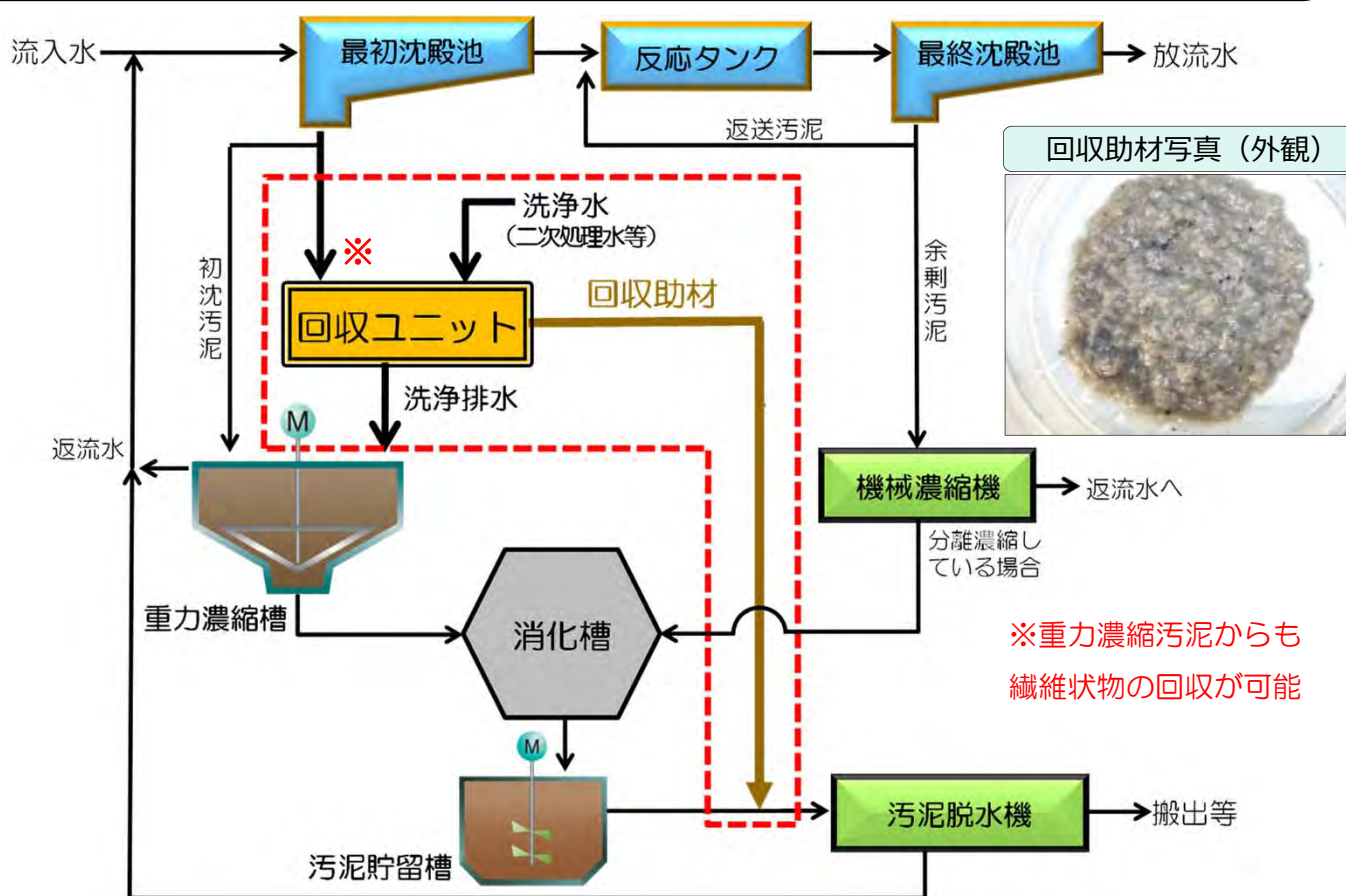 流入水
最初沈殿池
反応タンク
最終沈殿池
放流水
返送汚泥
回収助材写真（外観）
洗浄水
（二次処理水等）
※
初沈汚泥
回収ユニット
回収助材
余剰汚泥
洗浄排水
M
返流水
機械濃縮機
返流水へ
分離濃縮し
ている場合
重力濃縮槽
消化槽
※重力濃縮汚泥からも
繊維状物の回収が可能
M
汚泥脱水機
搬出等
汚泥貯留槽